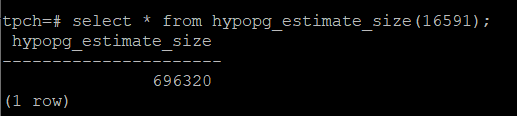 tpch=# select * from hypopg_estimate_size(16591);
 hypopg_estimate_size
----------------------
               696320
(1 row)